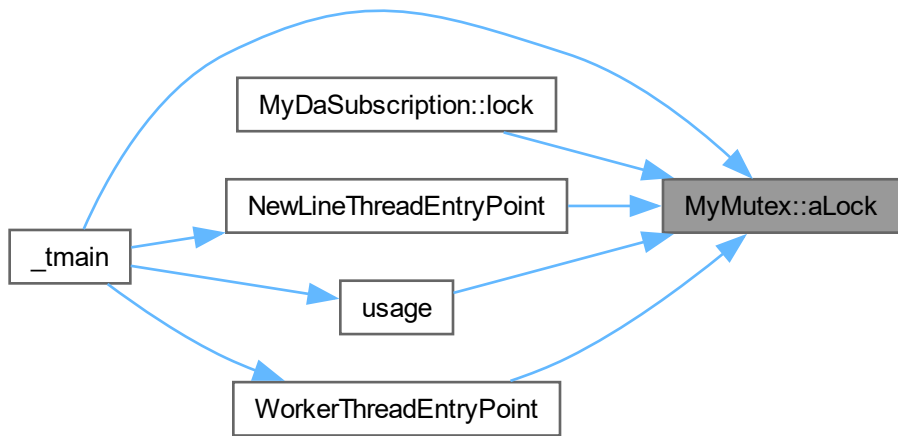 MyDaSubscription::lock
NewLineThreadEntryPoint
MyMutex::aLock
_tmain
usage
WorkerThreadEntryPoint